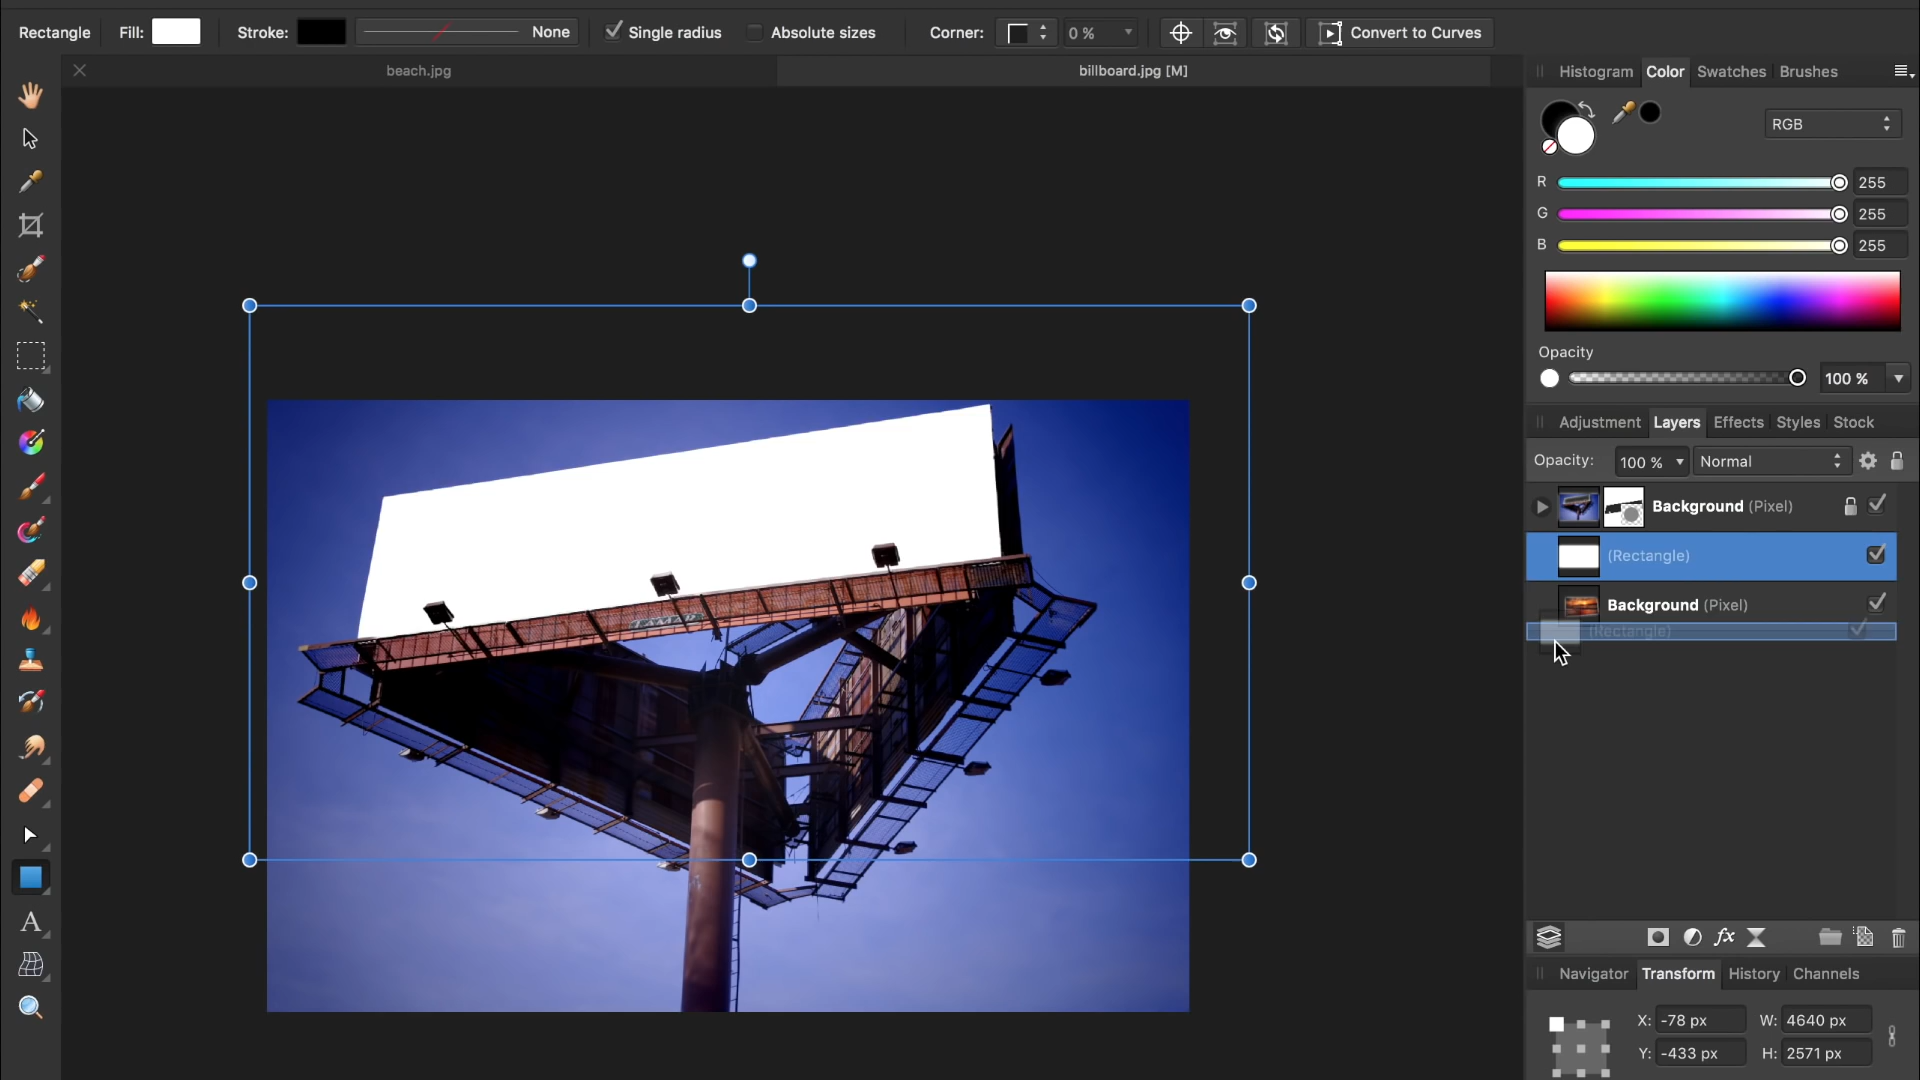 Rectangle Fill: Stroke: None Single radius Absolute sizes Corner: 0 % Convert to Curves
beach.jpg billboard.jpg [M]
Histogram Color Swatches Brushes
RGB
R 255
G 255
B 255
Opacity
100 %
Adjustment Layers Effects Styles Stock
Opacity: 100 % Normal
Background (Pixel)
(Rectangle)
Background (Pixel)
(Rectangle)
fx
A
Navigator Transform History Channels
X: -78 px W: 4640 px
Y: -433 px H: 2571 px